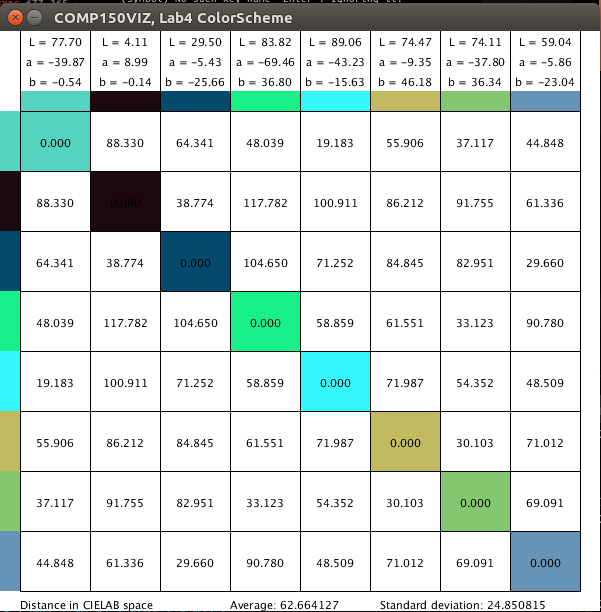 COMP150VIZ, Lab4 ColorScheme
L = 77.70 L = 4.11 L = 29.50 L = 83.82 L = 89.06 L = 74.47 L = 74.11 L = 59.04
a = -39.87 a = 8.99 a = -5.43 a = -69.46 a = -43.23 a = -9.35 a = -37.80 a = -5.86
b = -0.54 b = -0.14 b = -25.66 b = 36.80 b = -15.63 b = 46.18 b = 36.34 b = -23.04
0.000 88.330 64.341 48.039 19.183 55.906 37.117 44.848
88.330 0.000 38.774 117.782 100.911 86.212 91.755 61.336
64.341 38.774 0.000 104.650 71.252 84.845 82.951 29.660
48.039 117.782 104.650 0.000 58.859 61.551 33.123 90.780
19.183 100.911 71.252 58.859 0.000 71.987 54.352 48.509
55.906 86.212 84.845 61.551 71.987 0.000 30.103 71.012
37.117 91.755 82.951 33.123 54.352 30.103 0.000 69.091
44.848 61.336 29.660 90.780 48.509 71.012 69.091 0.000
Distance in CIELAB space Average: 62.664127 Standard deviation: 24.850815